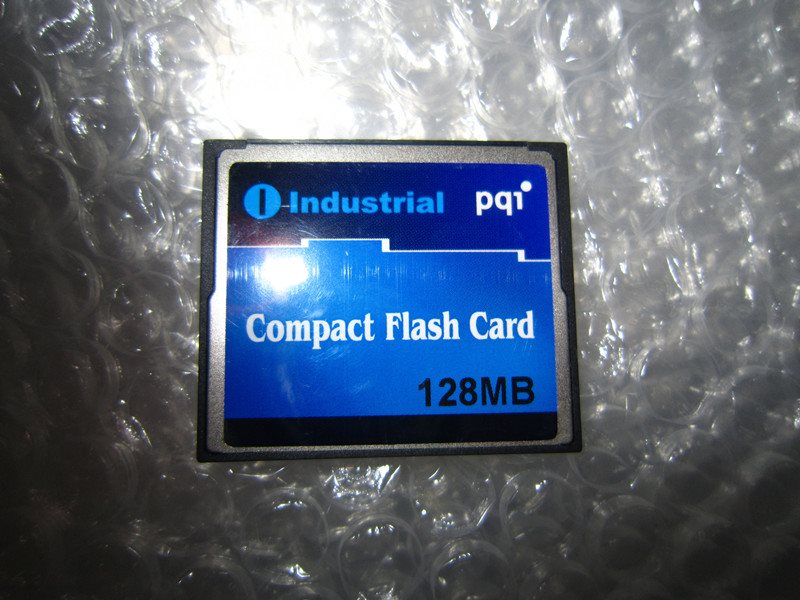 Industrial pqi
Compact Flash Card
128MB